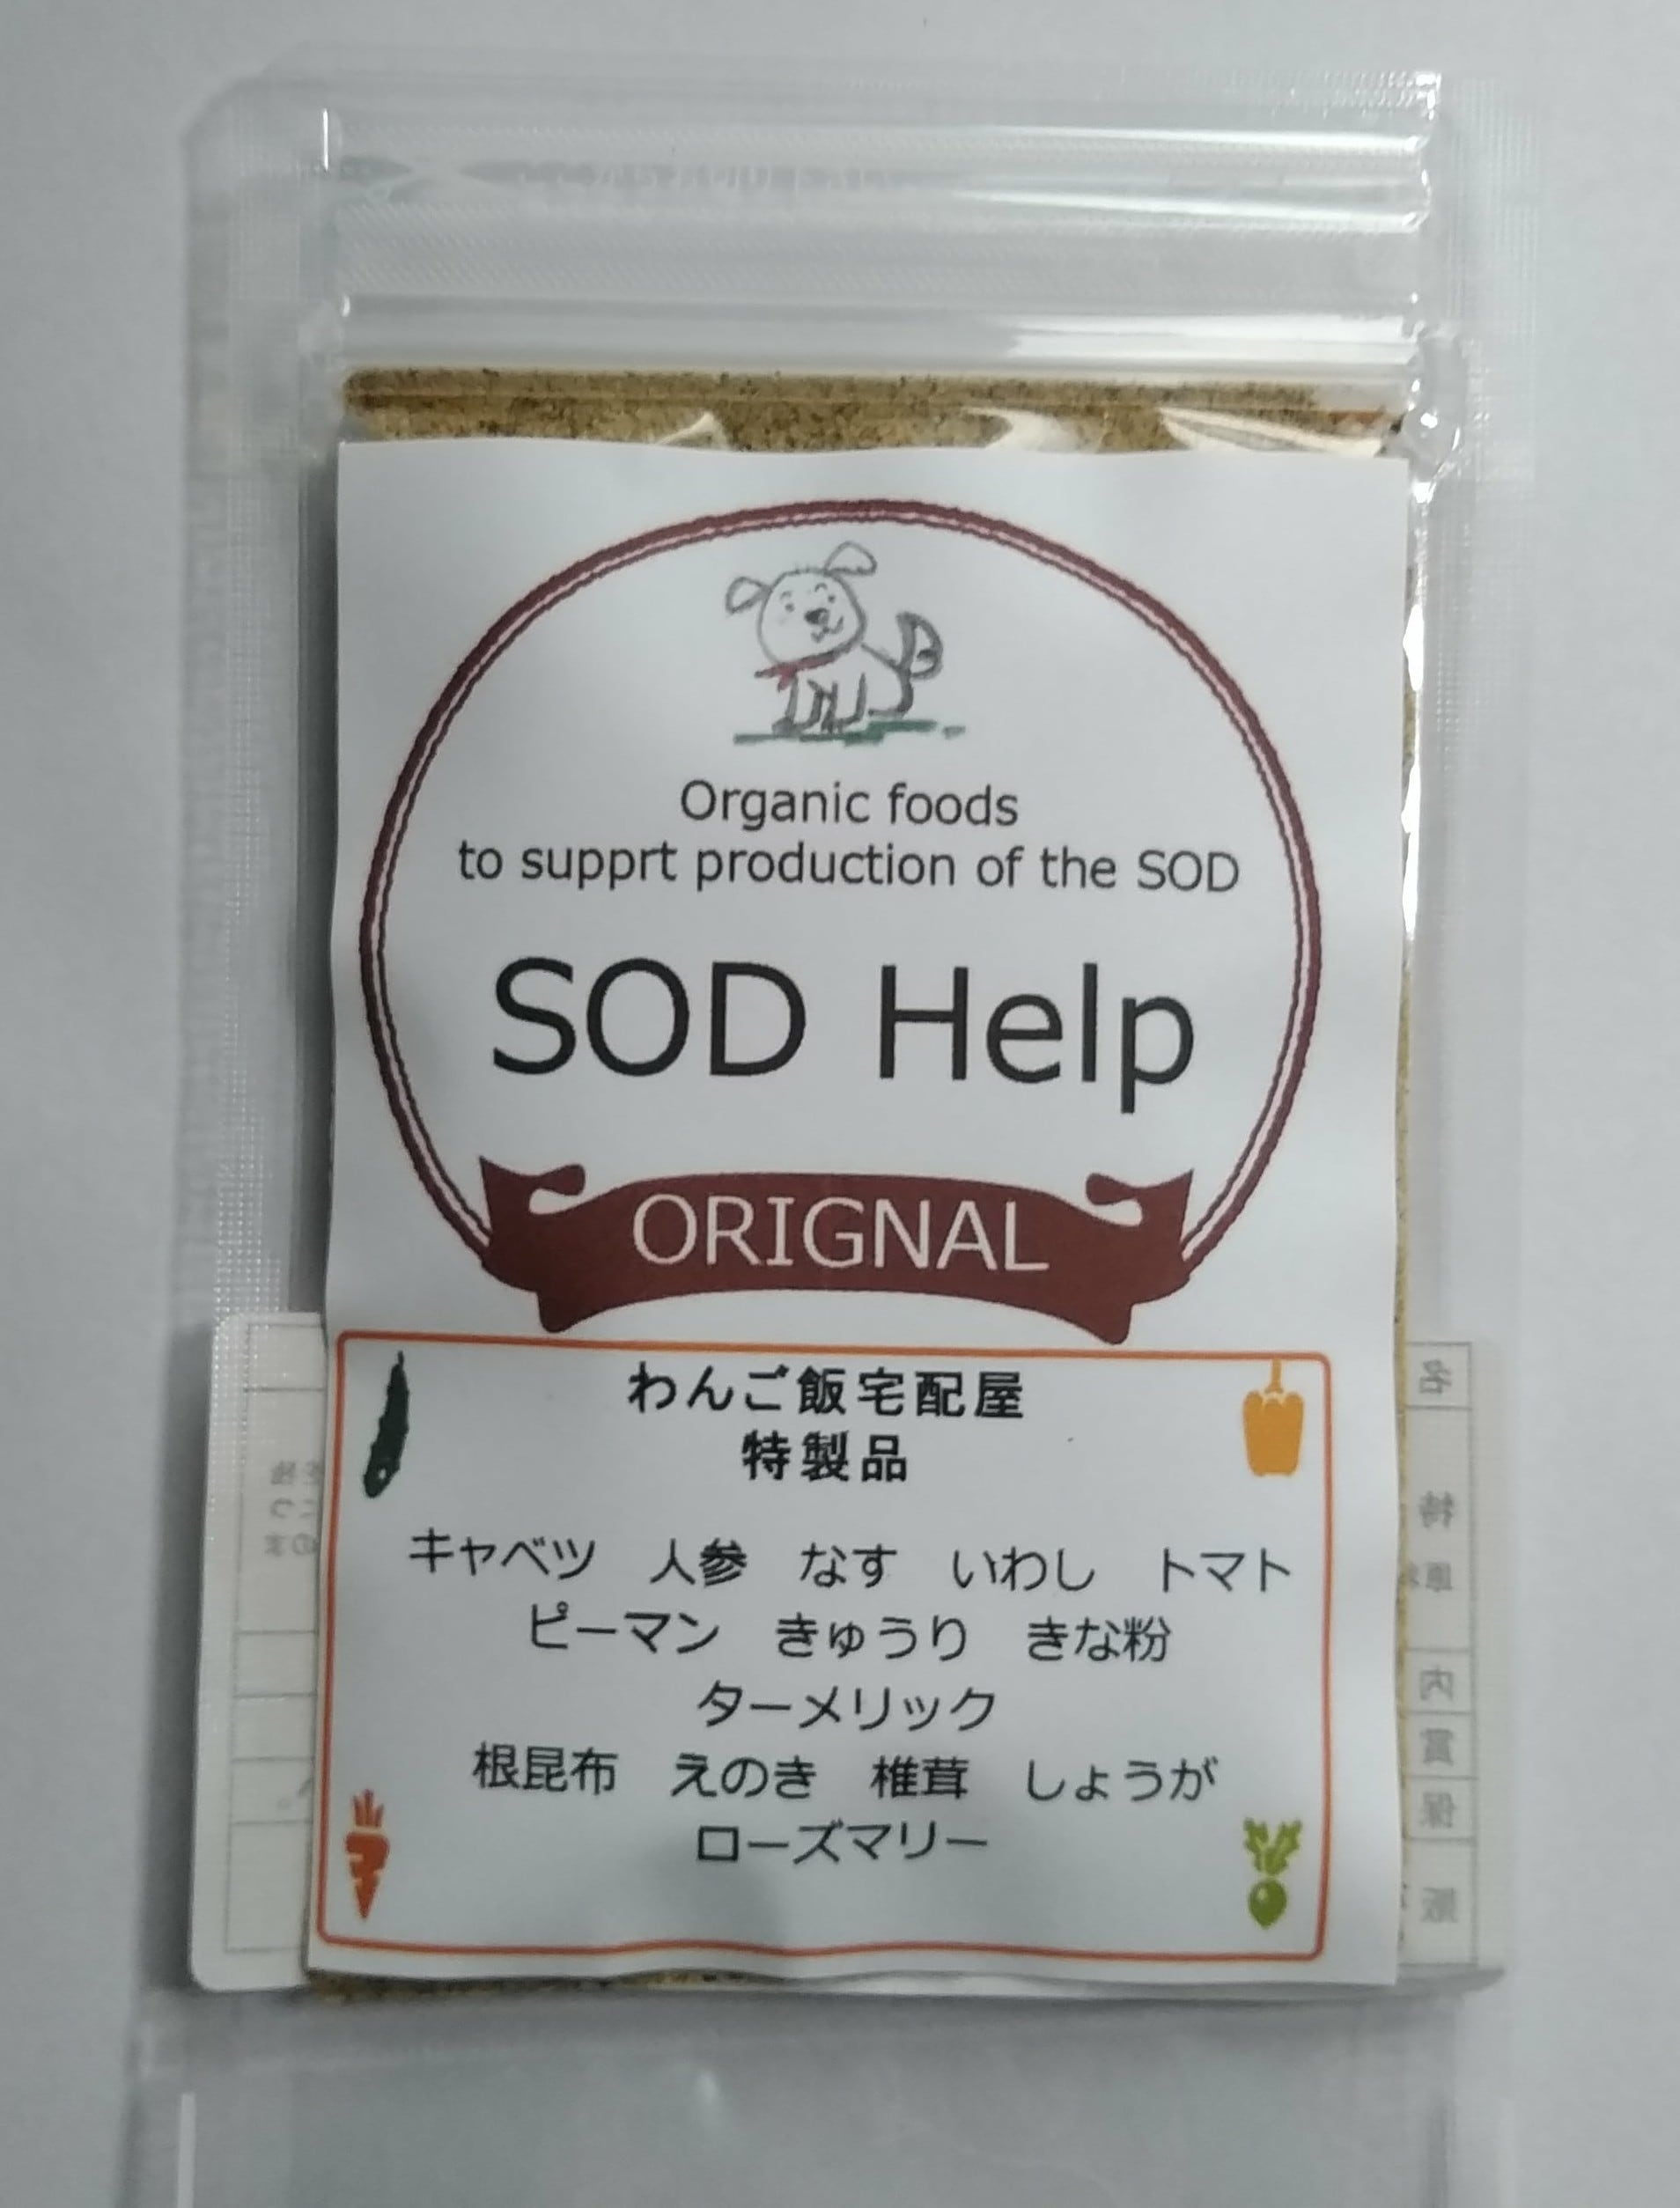 Organic foods
to supprt production of the SOD
SOD Help
ORIGNAL
わんご飯宅配屋
特製品
キャベツ 人参 なす いわし トマト
ピーマン きゅうり きな粉
ターメリック
根昆布 えのき 椎茸 しょうが
ローズマリー